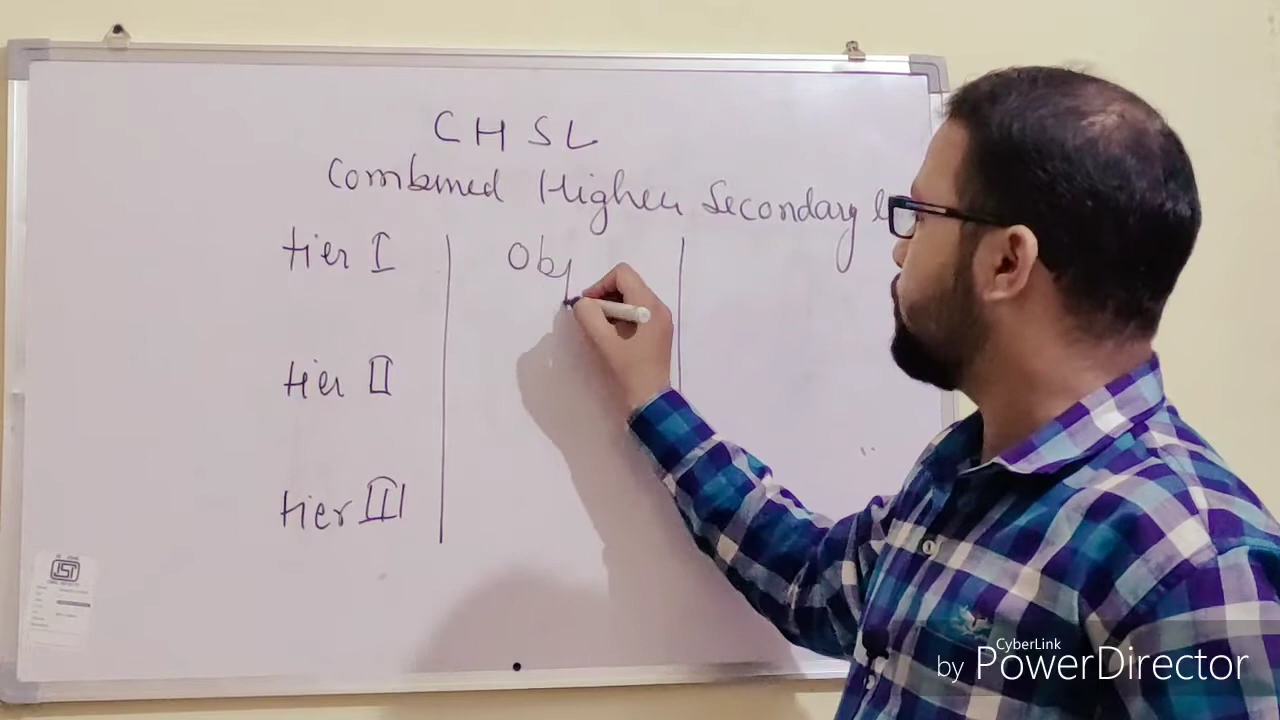 CHSL
Combined Higher Secondary
tier I Obj
tier II
tier III
CyberLink
by PowerDirector